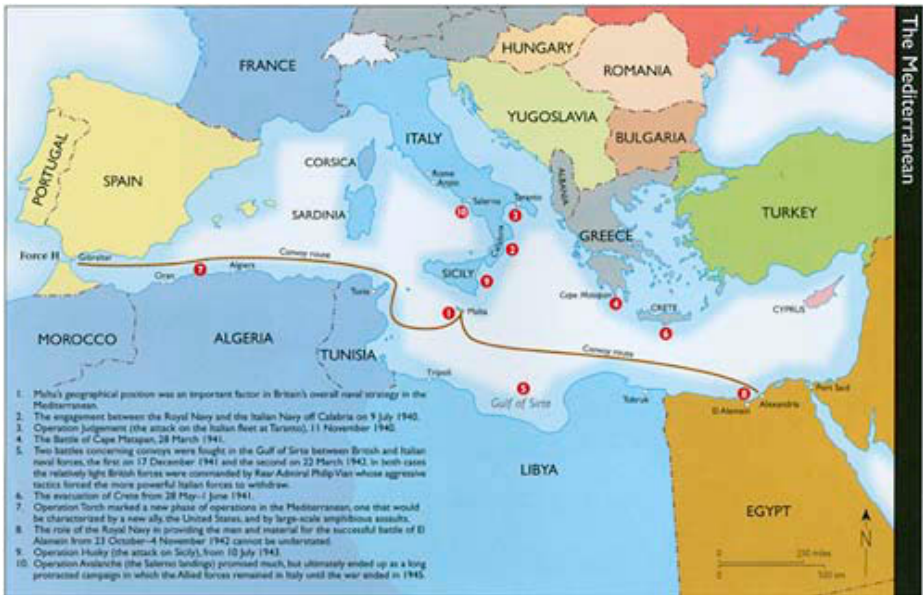 The Mediterranean
FRANCE
HUNGARY
ROMANIA
YUGOSLAVIA
ITALY
BULGARIA
CORSICA
PORTUGAL
SPAIN
ALBANIA
Rome
Anzio
Salerno
Taranto
10
3
SARDINIA
TURKEY
GREECE
Calabria
2
Force H
Gibraltar
Convoy route
Oran
7
Algiers
SICILY
9
Tunis
Cape Matapan
4
CRETE
6
CYPRUS
1
Malta
MOROCCO
ALGERIA
TUNISIA
Convoy route
Tripoli
5
Gulf of Sirte
Tobruk
8
El Alamein
Alexandria
Port Said
LIBYA
EGYPT
N
0 250 miles
0 500 km
1. Malta's geographical position was an important factor in Britain's overall naval strategy in the
Mediterranean.
2. The engagement between the Royal Navy and the Italian Navy off Calabria on 9 July 1940.
3. Operation Judgement (the attack on the Italian fleet at Taranto), 11 November 1940.
4. The Battle of Cape Matapan, 28 March 1941.
5. Two battles concerning convoys were fought in the Gulf of Sirte between British and Italian
naval forces, the first on 17 December 1941 and the second on 22 March 1942. In both cases
the relatively light British forces were commanded by Rear Admiral Philip Vian whose aggressive
tactics forced the more powerful Italian forces to withdraw.
6. The evacuation of Crete from 28 May–1 June 1941.
7. Operation Torch marked a new phase of operations in the Mediterranean, one that would
be characterized by a new ally, the United States, and by large-scale amphibious assaults.
8. The role of the Royal Navy in providing the men and material for the successful battle of El
Alamein from 23 October–4 November 1942 cannot be understated.
9. Operation Husky (the attack on Sicily), from 10 July 1943.
10. Operation Avalanche (the Salerno landings) promised much, but ultimately ended up as a long
protracted campaign in which the Allied forces remained in Italy until the war ended in 1945.